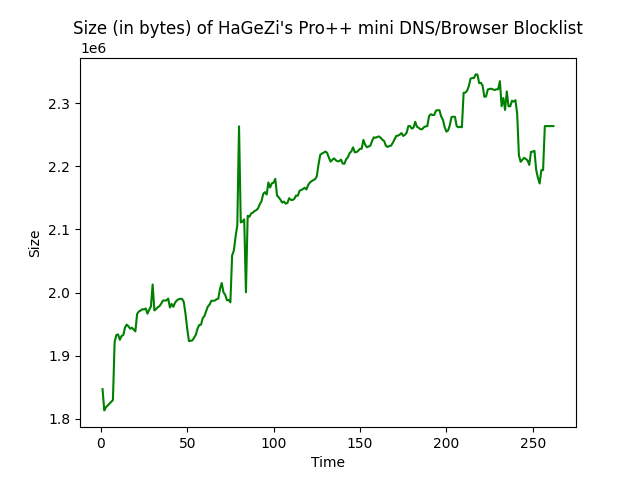 Size (in bytes) of HaGeZi's Pro++ mini DNS/Browser Blocklist
1e6
2.3
2.2
2.1
2.0
1.9
1.8
Size
0 50 100 150 200 250
Time